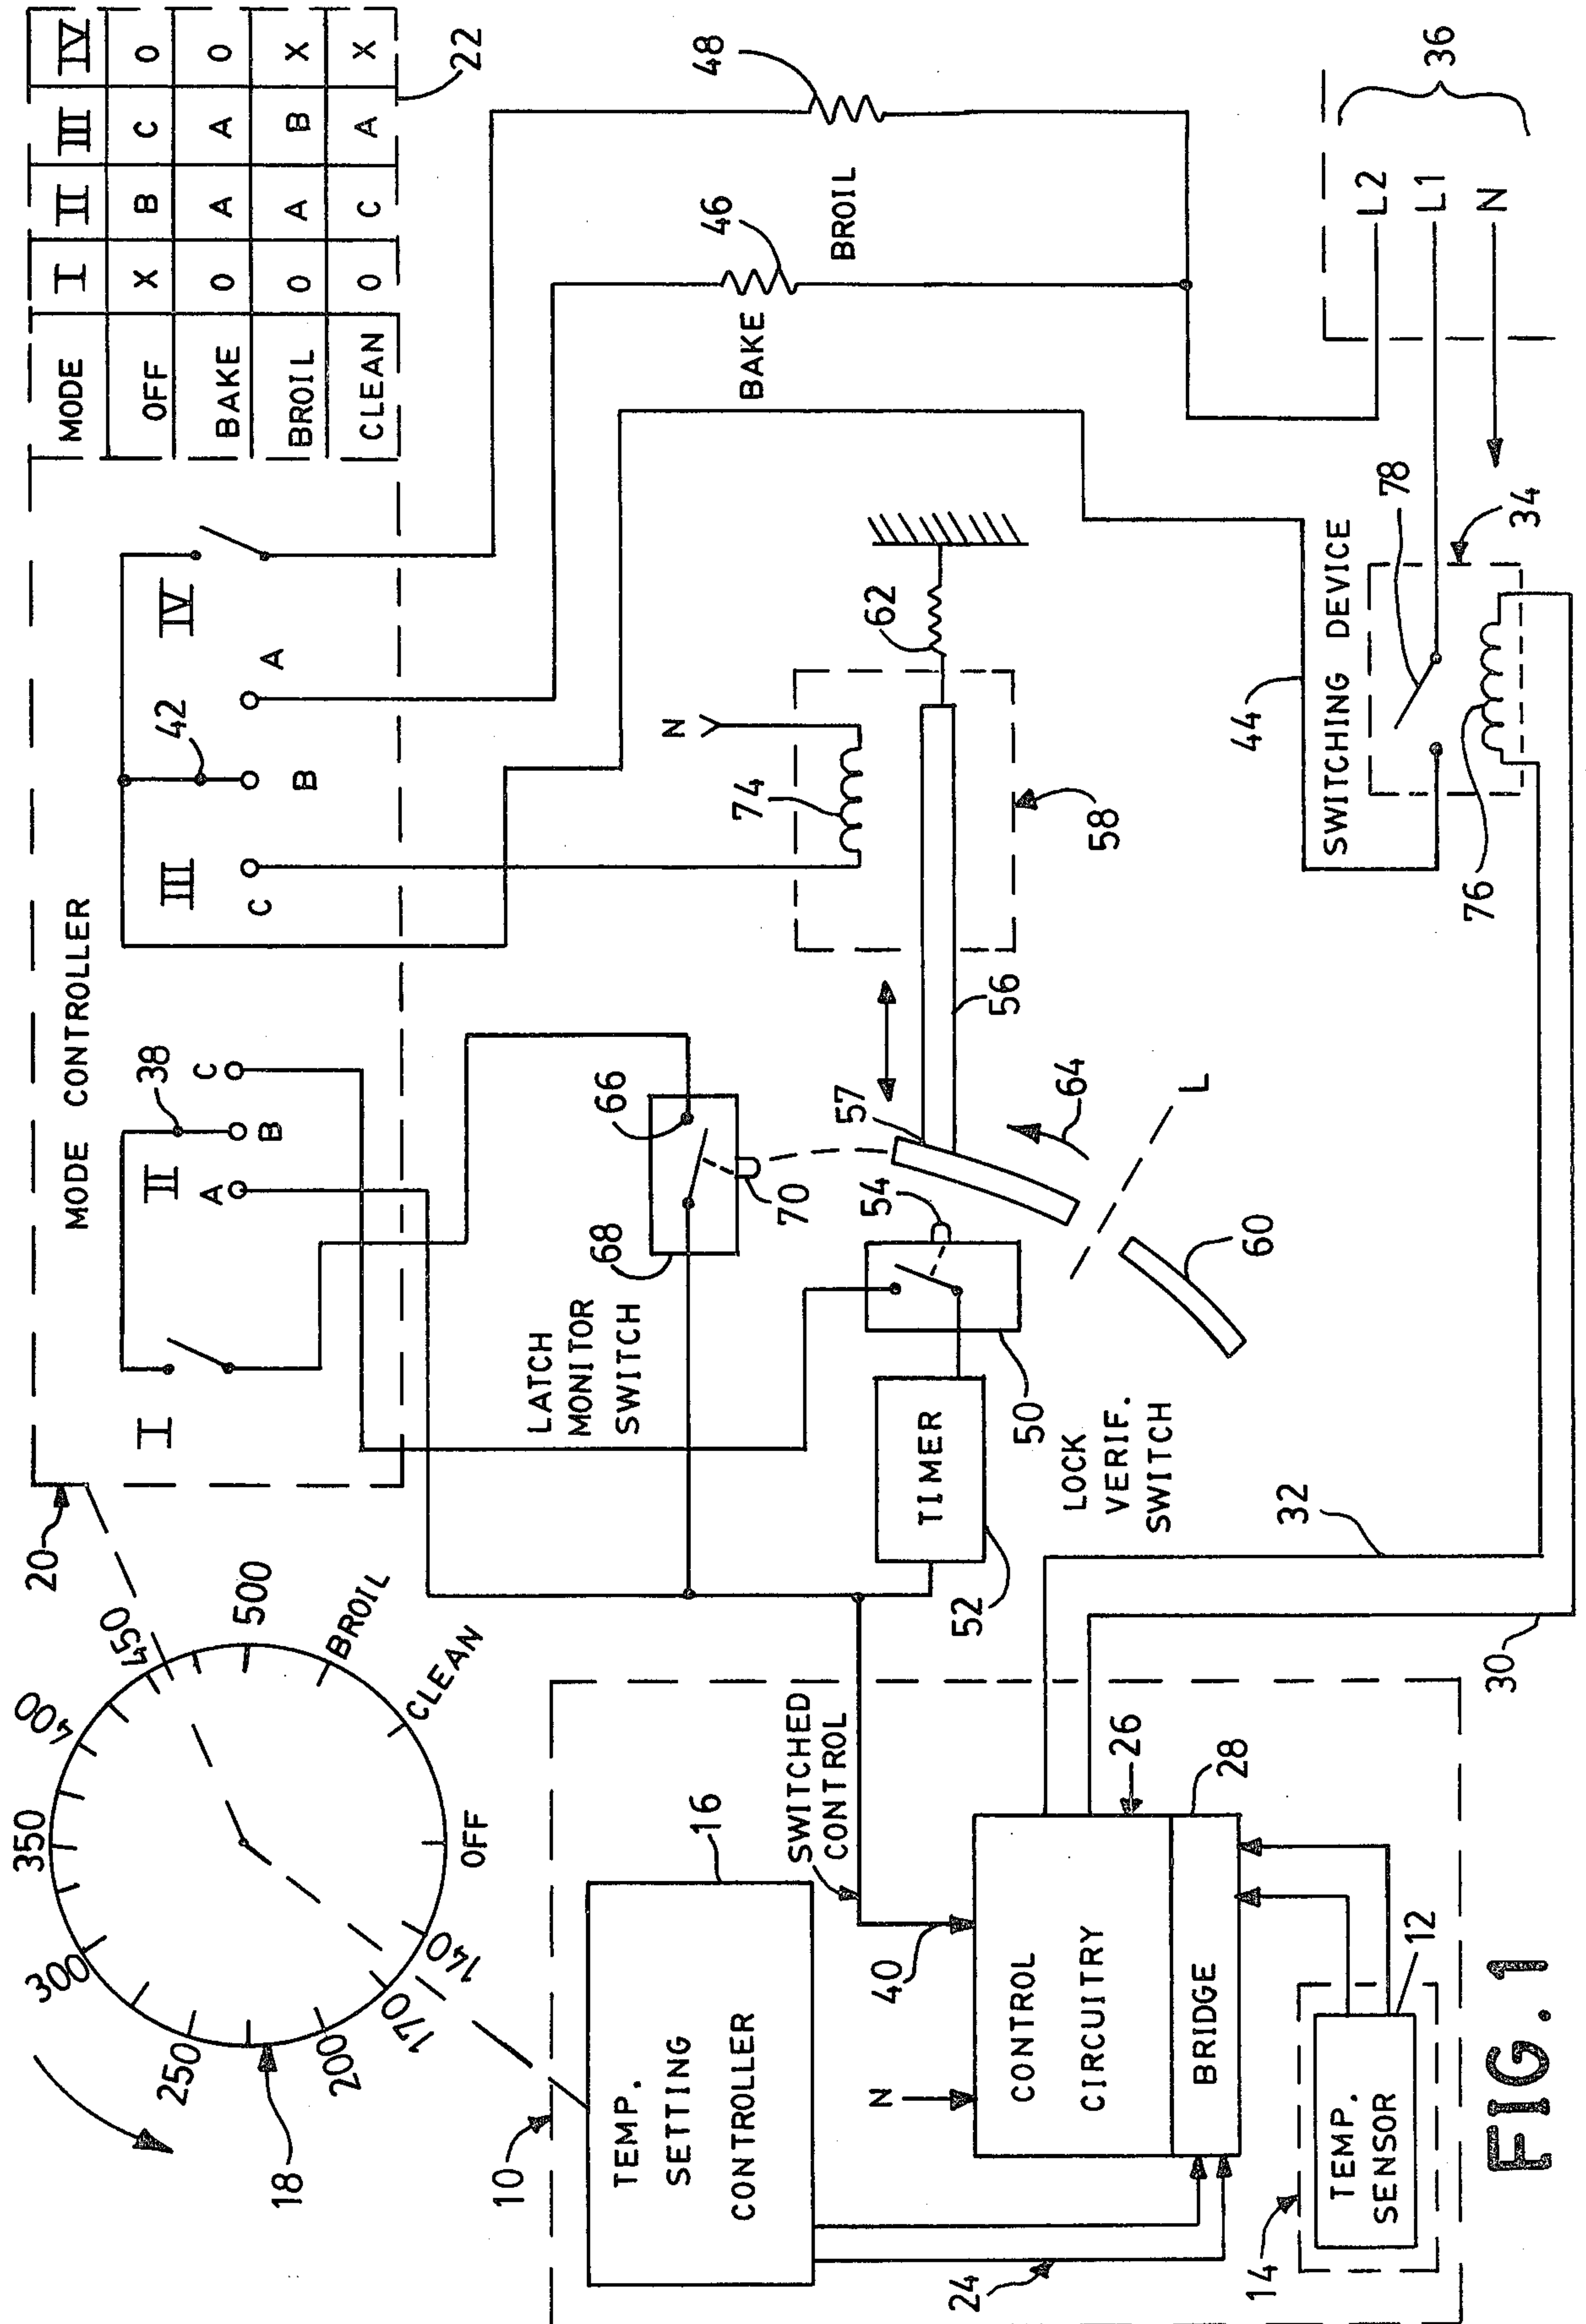 20
MODE CONTROLLER
I
II
A
B
C
38
III
C
B
A
42
IV
MODE I II III IV
OFF X B C O
BAKE O A A O
BROIL O A B X
CLEAN O C A X
22
18
OFF
140
170
200
250
300
350
400
450
500
BROIL
CLEAN
10
TEMP.
SETTING
CONTROLLER
16
SWITCHED
CONTROL
40
N
CONTROL
CIRCUITRY
26
BRIDGE
28
24
14
TEMP.
SENSOR
12
LATCH
MONITOR
SWITCH
68
66
70
TIMER
52
50
54
LOCK
VERIF.
SWITCH
57
56
64
L
60
74
N
58
62
BAKE
46
BROIL
48
44
SWITCHING DEVICE
78
76
34
L2
L1
N
36
32
30
FIG. 1